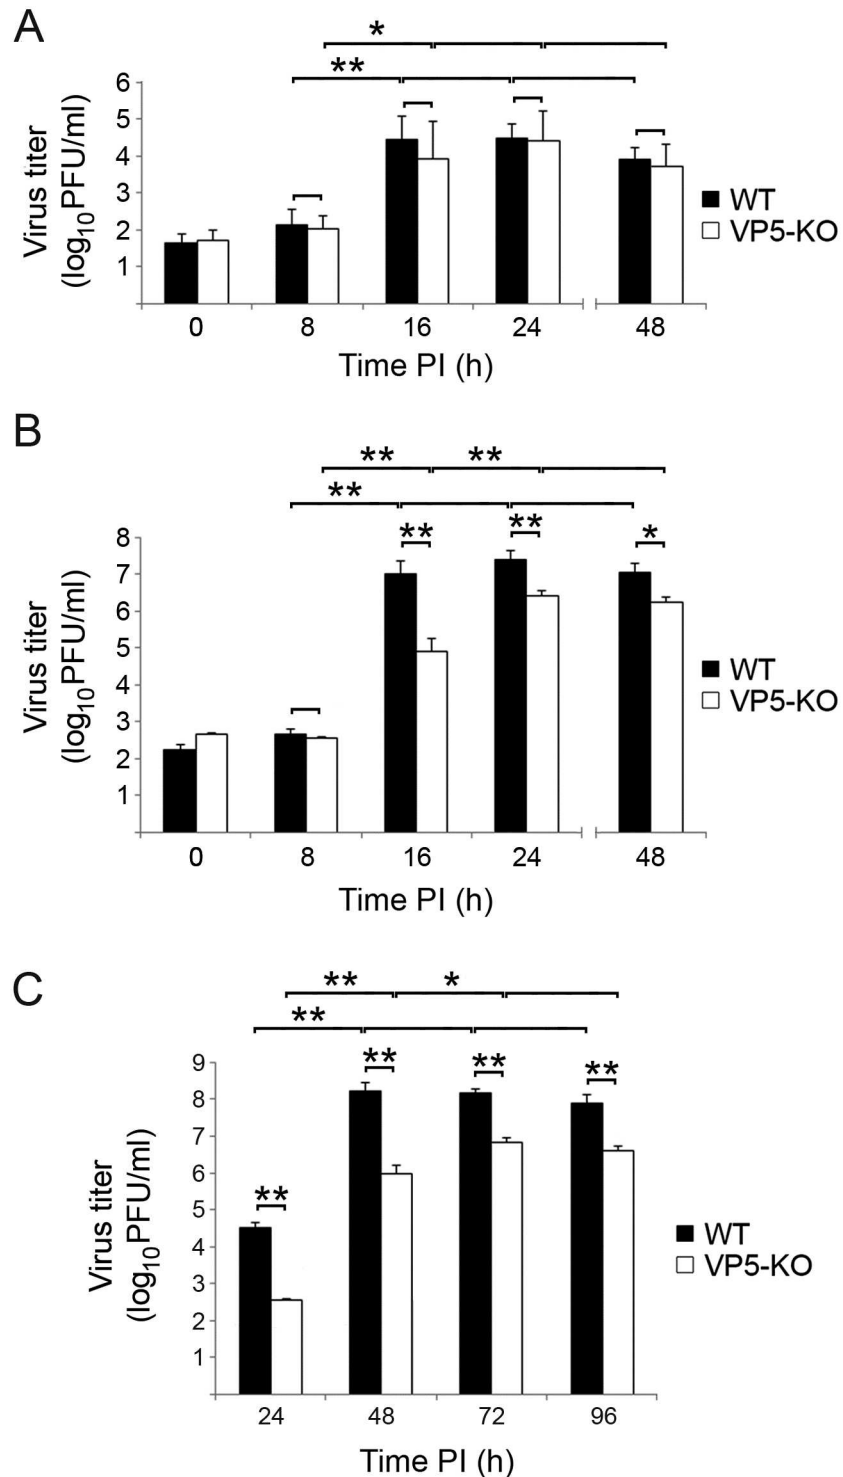 A
*
**
6
5
4
3
2
1
Virus titer
(log10PFU/ml)
WT
VP5-KO
0 8 16 24 48
Time PI (h)
B
** **
**
** ** *
8
7
6
5
4
3
2
1
Virus titer
(log10PFU/ml)
WT
VP5-KO
0 8 16 24 48
Time PI (h)
C
** *
**
** ** **
**
9
8
7
6
5
4
3
2
1
Virus titer
(log10PFU/ml)
WT
VP5-KO
24 48 72 96
Time PI (h)